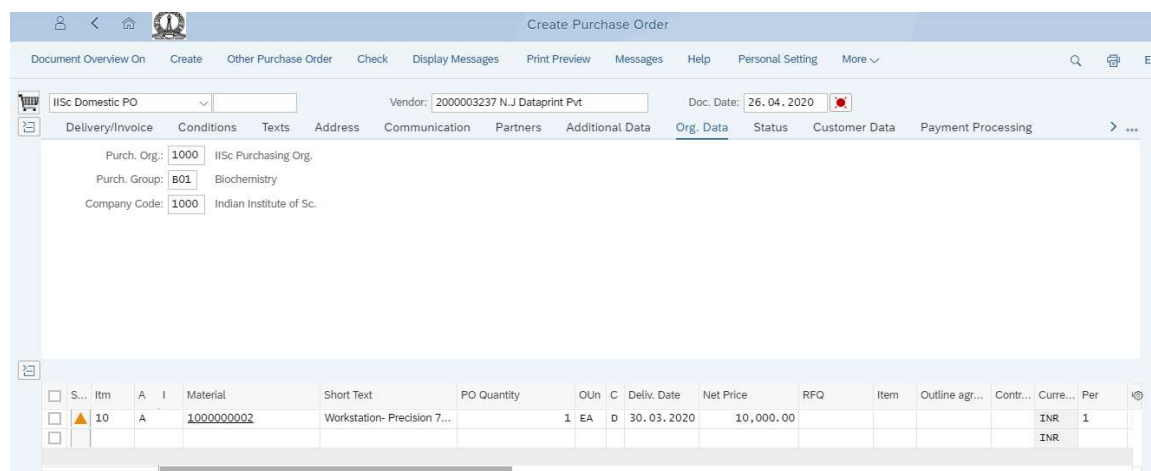 Create Purchase Order
Document Overview On Create Other Purchase Order Check Display Messages Print Preview Messages Help Personal Setting More E
IISc Domestic PO Vendor: 2000003237 N.J Dataprint Pvt Doc. Date: 26.04.2020
Delivery/Invoice Conditions Texts Address Communication Partners Additional Data Org. Data Status Customer Data Payment Processing ...
Purch. Org.: 1000 IISc Purchasing Org.
Purch. Group: B01 Biochemistry
Company Code: 1000 Indian Institute of Sc.
S... Itm A I Material Short Text PO Quantity OUn C Deliv. Date Net Price RFQ Item Outline agr... Contr... Curre... Per
10 A 1000000002 Workstation- Precision 7... 1 EA D 30.03.2020 10,000.00 INR 1
INR